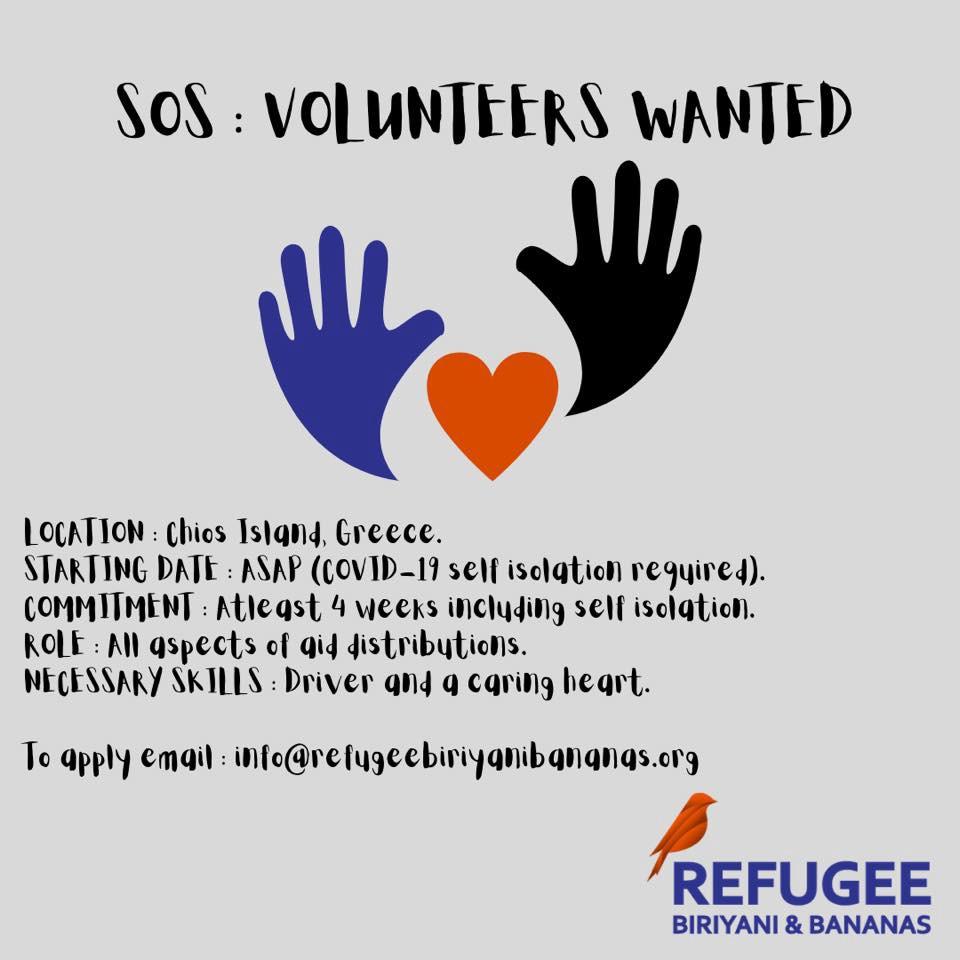 SOS : VOLUNTEERS WANTED
LOCATION : Chios Island, Greece.
STARTING DATE : ASAP (COVID-19 self isolation required).
COMMITMENT : Atleast 4 weeks including self isolation.
ROLE : All aspects of aid distributions.
NECESSARY SKILLS : Driver and a caring heart.
To apply email : info@refugeebiriyanibananas.org
REFUGEE
BIRIYANI & BANANAS